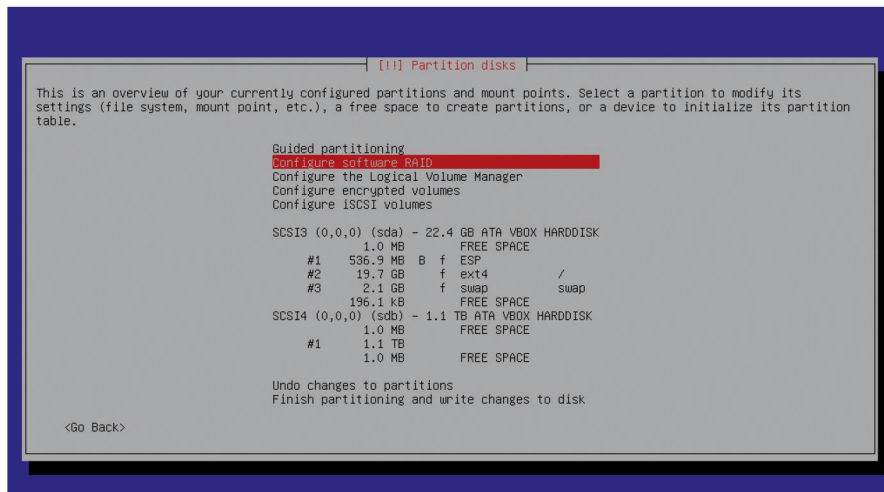 [!!] Partition disks
This is an overview of your currently configured partitions and mount points. Select a partition to modify its
settings (file system, mount point, etc.), a free space to create partitions, or a device to initialize its partition
table.
Guided partitioning
Configure software RAID
Configure the Logical Volume Manager
Configure encrypted volumes
Configure iSCSI volumes
SCSI3 (0,0,0) (sda) - 22.4 GB ATA VBOX HARDDISK
1.0 MB FREE SPACE
#1 536.9 MB B f ESP
#2 19.7 GB f ext4 /
#3 2.1 GB f swap swap
196.1 kB FREE SPACE
SCSI4 (0,0,0) (sdb) - 1.1 TB ATA VBOX HARDDISK
1.0 MB FREE SPACE
#1 1.1 TB
1.0 MB FREE SPACE
Undo changes to partitions
Finish partitioning and write changes to disk
<Go Back>